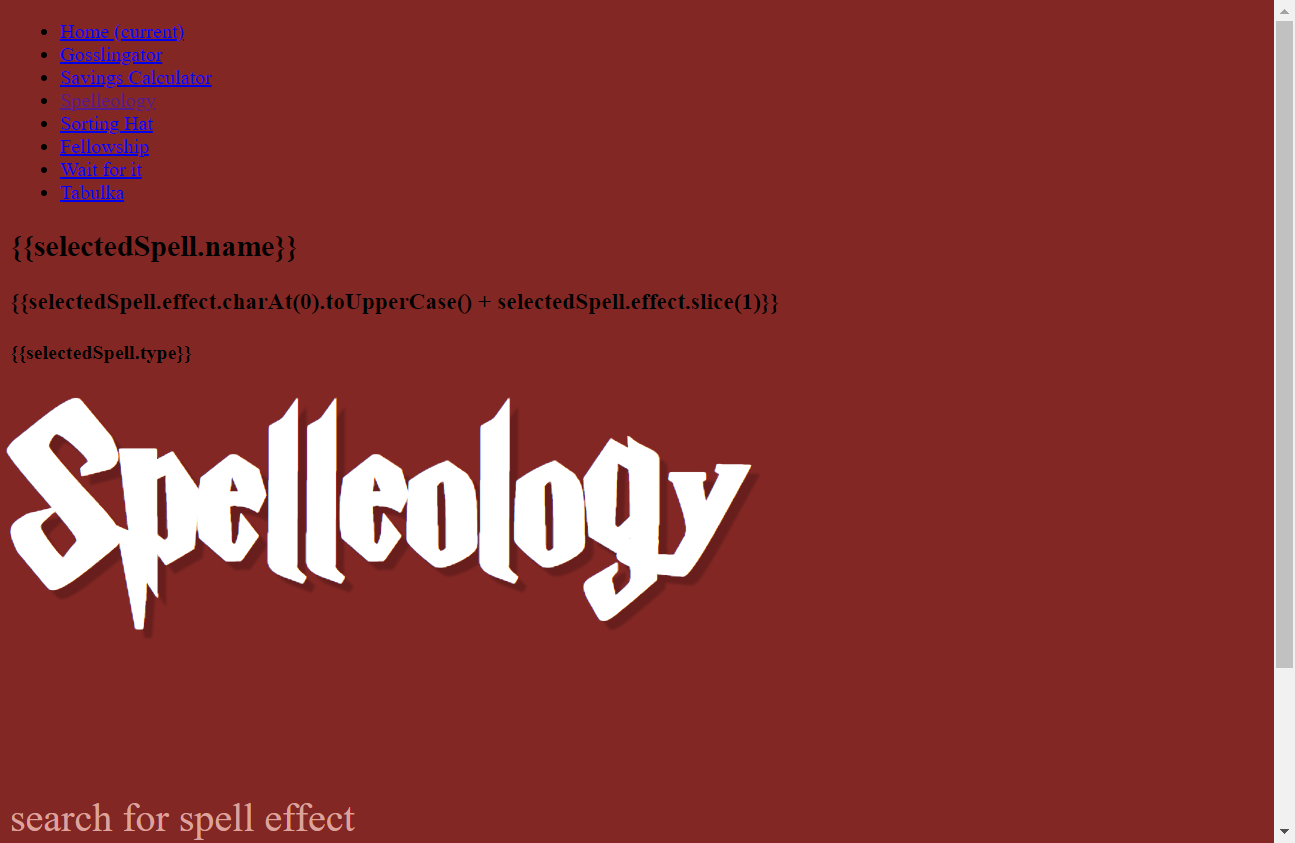 Home (current)
Gosslingator
Savings Calculator
Spelleology
Sorting Hat
Fellowship
Wait for it
Tabulka
{{selectedSpell.name}}
{{selectedSpell.effect.charAt(0).toUpperCase() + selectedSpell.effect.slice(1)}}
{{selectedSpell.type}}
Spelleology
search for spell effect